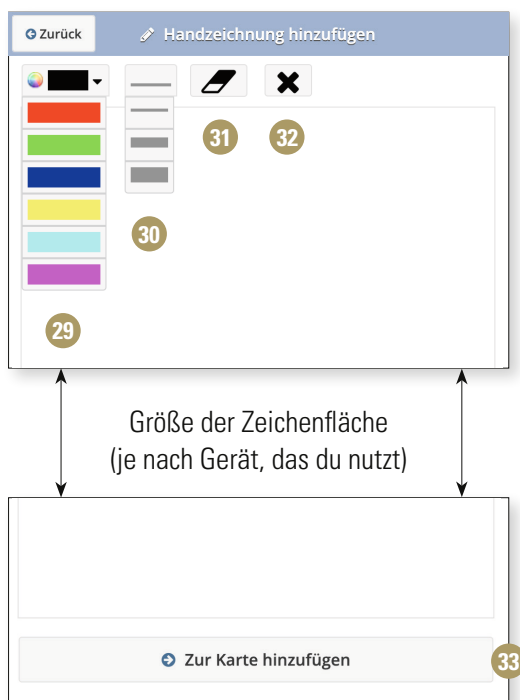 Zurück
Handzeichnung hinzufügen
31
32
30
29
Größe der Zeichenfläche
(je nach Gerät, das du nutzt)
Zur Karte hinzufügen
33